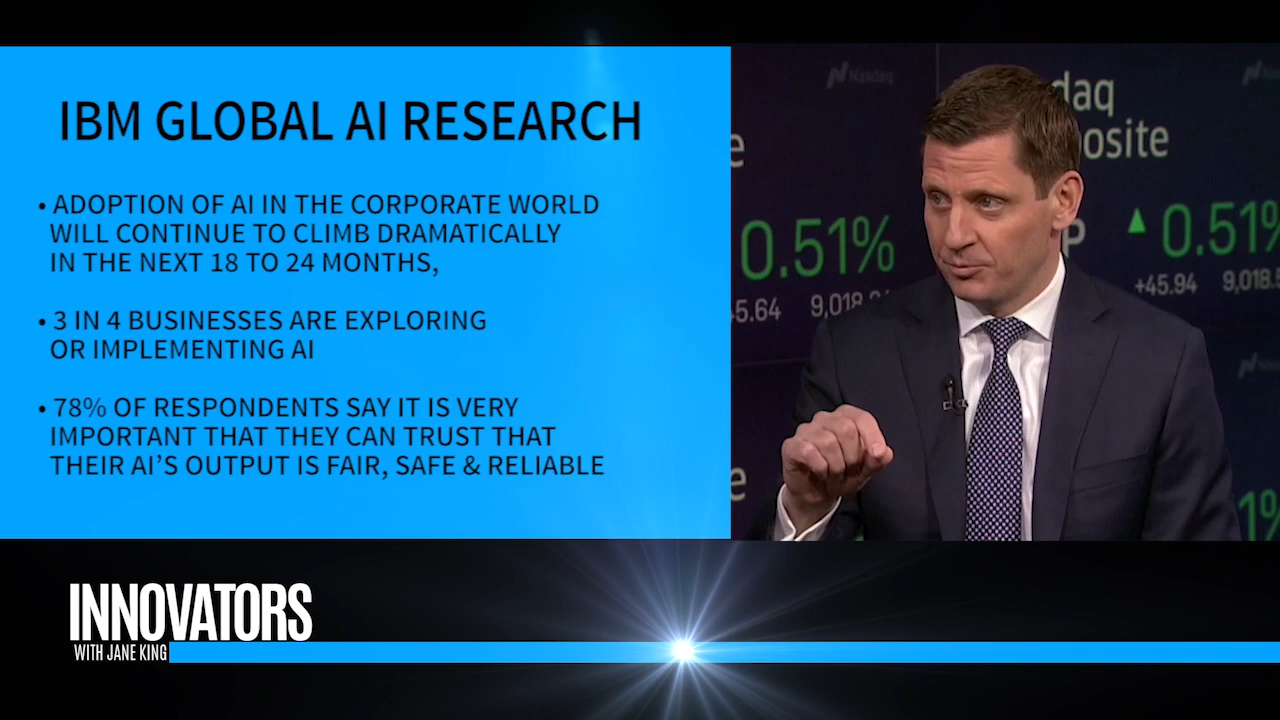 IBM GLOBAL AI RESEARCH
• ADOPTION OF AI IN THE CORPORATE WORLD
WILL CONTINUE TO CLIMB DRAMATICALLY
IN THE NEXT 18 TO 24 MONTHS,
• 3 IN 4 BUSINESSES ARE EXPLORING
OR IMPLEMENTING AI
• 78% OF RESPONDENTS SAY IT IS VERY
IMPORTANT THAT THEY CAN TRUST THAT
THEIR AI'S OUTPUT IS FAIR, SAFE & RELIABLE
Nasdaq
daq
osite
0.51%
5.64
P
▲ 0.51%
+45.94
1%
INNOVATORS
WITH JANE KING